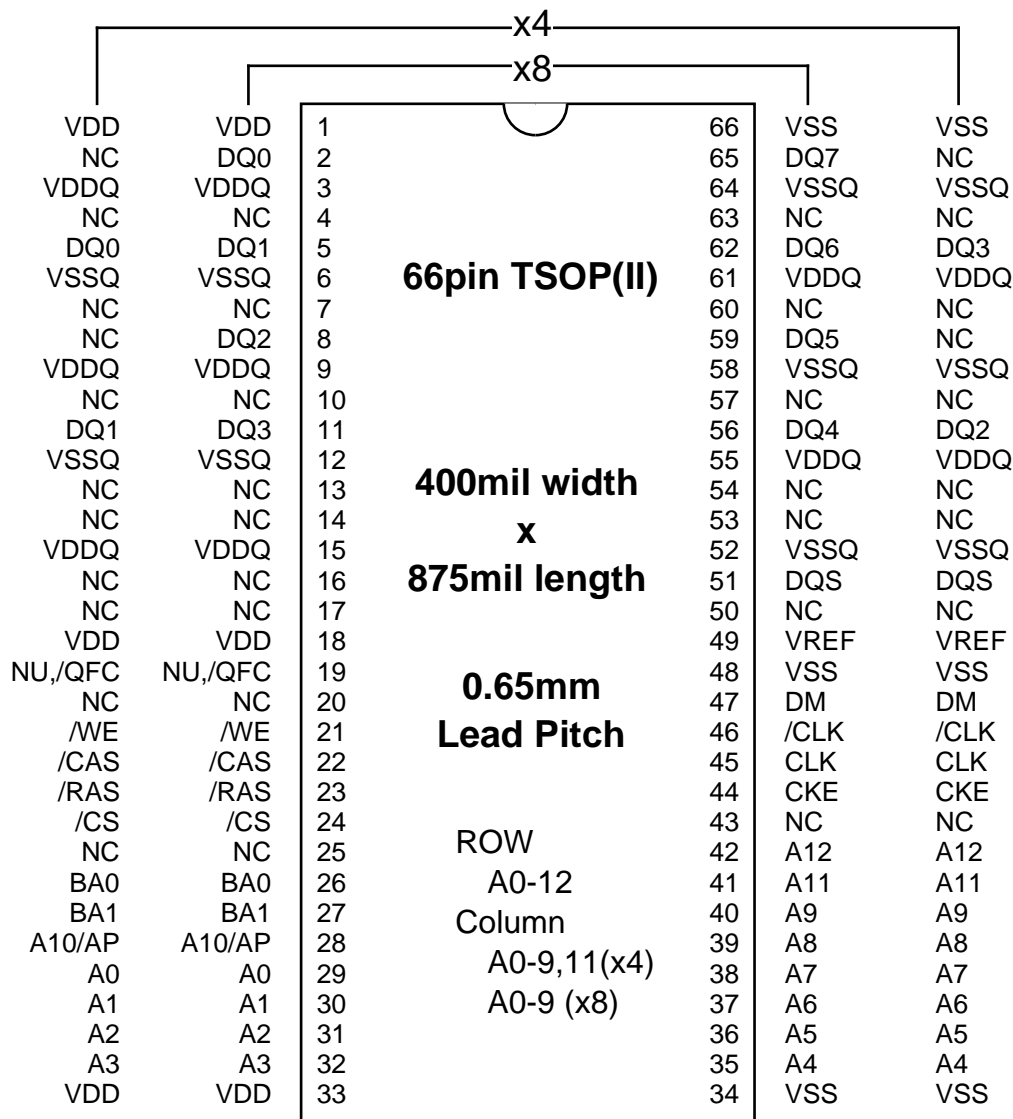 x4
x8
VDD VDD 1 66 VSS VSS
NC DQ0 2 65 DQ7 NC
VDDQ VDDQ 3 64 VSSQ VSSQ
NC NC 4 63 NC NC
DQ0 DQ1 5 62 DQ6 DQ3
VSSQ VSSQ 6 66pin TSOP(II) 61 VDDQ VDDQ
NC NC 7 60 NC NC
NC DQ2 8 59 DQ5 NC
VDDQ VDDQ 9 58 VSSQ VSSQ
NC NC 10 57 NC NC
DQ1 DQ3 11 56 DQ4 DQ2
VSSQ VSSQ 12 55 VDDQ VDDQ
NC NC 13 400mil width 54 NC NC
NC NC 14 x 53 NC NC
VDDQ VDDQ 15 52 VSSQ VSSQ
NC NC 16 875mil length 51 DQS DQS
NC NC 17 50 NC NC
VDD VDD 18 49 VREF VREF
NU,/QFC NU,/QFC 19 0.65mm 48 VSS VSS
NC NC 20 47 DM DM
/WE /WE 21 Lead Pitch 46 /CLK /CLK
/CAS /CAS 22 45 CLK CLK
/RAS /RAS 23 44 CKE CKE
/CS /CS 24 43 NC NC
NC NC 25 ROW 42 A12 A12
BA0 BA0 26 A0-12 41 A11 A11
BA1 BA1 27 Column 40 A9 A9
A10/AP A10/AP 28 39 A8 A8
A0 A0 29 A0-9,11(x4) 38 A7 A7
A1 A1 30 A0-9 (x8) 37 A6 A6
A2 A2 31 36 A5 A5
A3 A3 32 35 A4 A4
VDD VDD 33 34 VSS VSS